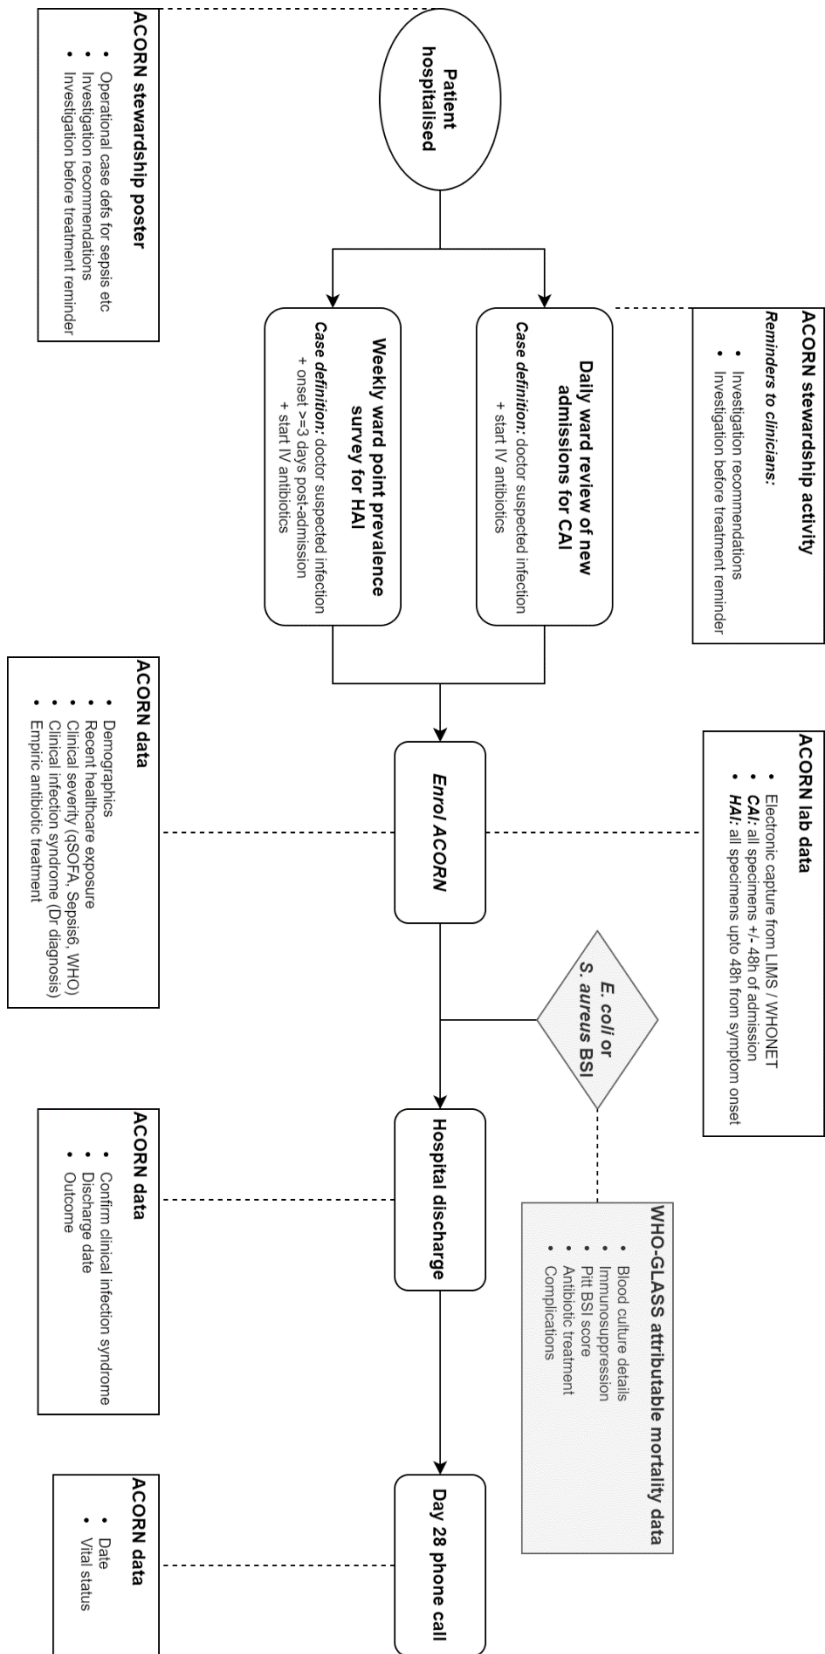 ACORN stewardship activity
Reminders to clinicians:
• Investigation recommendations
• Investigation before treatment reminder
ACORN lab data
• Electronic capture from LIMS / WHONET
• CAI: all specimens +/- 48h of admission
• HAI: all specimens upto 48h from symptom onset
WHO-GLASS attributable mortality data
• Blood culture details
• Immunosuppression
• Pitt BSI score
• Antibiotic treatment
• Complications
Daily ward review of new
admissions for CAI
Case definition: doctor suspected infection
+ start IV antibiotics
E. coli or
S. aureus BSI
Patient
hospitalised
Weekly ward point prevalence
survey for HAI
Case definition: doctor suspected infection
+ onset >=3 days post-admission
+ start IV antibiotics
Enrol ACORN
Hospital discharge
Day 28 phone call
ACORN stewardship poster
• Operational case defs for sepsis etc
• Investigation recommendations
• Investigation before treatment reminder
ACORN data
• Demographics
• Recent healthcare exposure
• Clinical severity (qSOFA, Sepsis6, WHO)
• Clinical infection syndrome (Dr diagnosis)
• Empiric antibiotic treatment
ACORN data
• Confirm clinical infection syndrome
• Discharge date
• Outcome
ACORN data
• Date
• Vital status